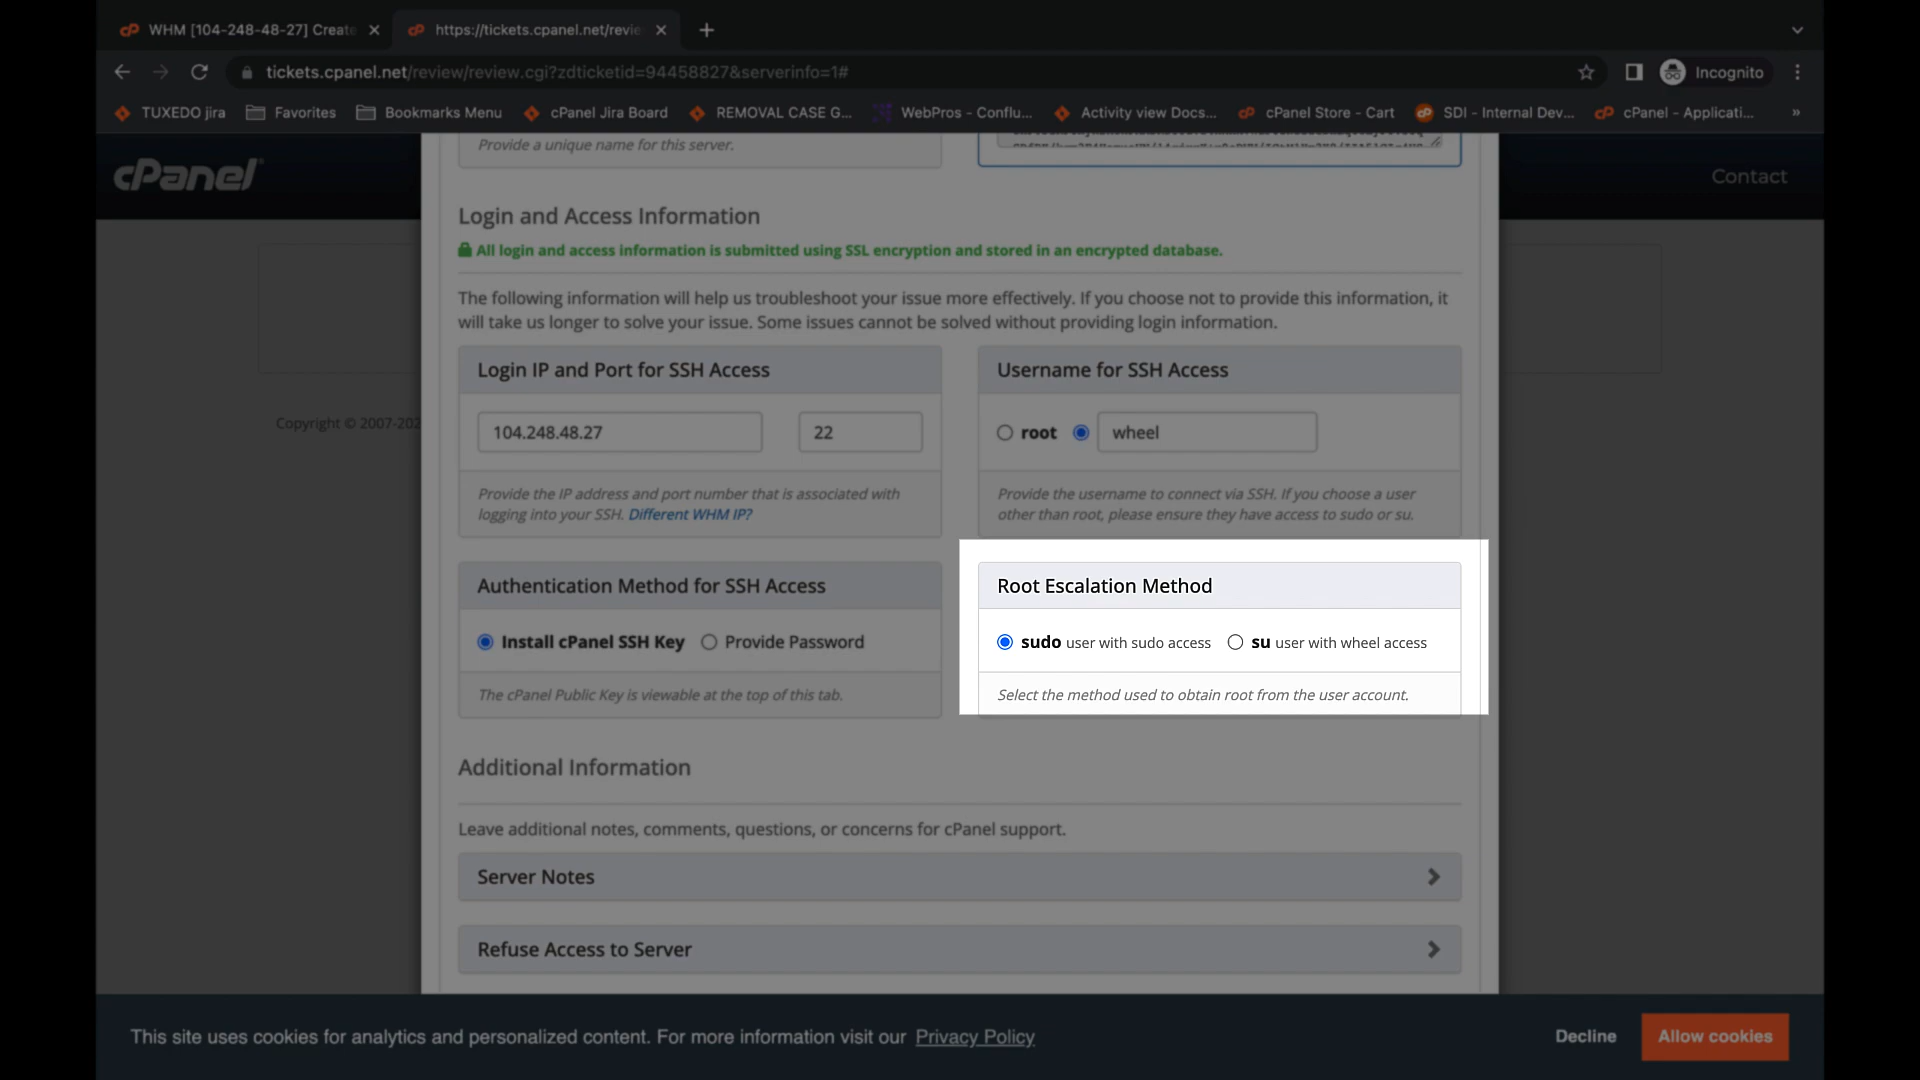 WHM [104-248-48-27] Create
https://tickets.cpanel.net/revie
tickets.cpanel.net/review/review.cgi?zdticketid=94458827&serverinfo=1#
Incognito
TUXEDO jira
Favorites
Bookmarks Menu
cPanel Jira Board
REMOVAL CASE G...
WebPros - Conflu...
Activity view Docs...
cPanel Store - Cart
SDI - Internal Dev...
cPanel - Applicati...
»
cPanel
Contact
Provide a unique name for this server.
Login and Access Information
All login and access information is submitted using SSL encryption and stored in an encrypted database.
The following information will help us troubleshoot your issue more effectively. If you choose not to provide this information, it
will take us longer to solve your issue. Some issues cannot be solved without providing login information.
Login IP and Port for SSH Access
104.248.48.27
22
Provide the IP address and port number that is associated with
logging into your SSH. Different WHM IP?
Username for SSH Access
root
wheel
Provide the username to connect via SSH. If you choose a user
other than root, please ensure they have access to sudo or su.
Copyright © 2007-202
Authentication Method for SSH Access
Install cPanel SSH Key
Provide Password
The cPanel Public Key is viewable at the top of this tab.
Root Escalation Method
sudo user with sudo access
su user with wheel access
Select the method used to obtain root from the user account.
Additional Information
Leave additional notes, comments, questions, or concerns for cPanel support.
Server Notes
Refuse Access to Server
This site uses cookies for analytics and personalized content. For more information visit our Privacy Policy
Decline
Allow cookies